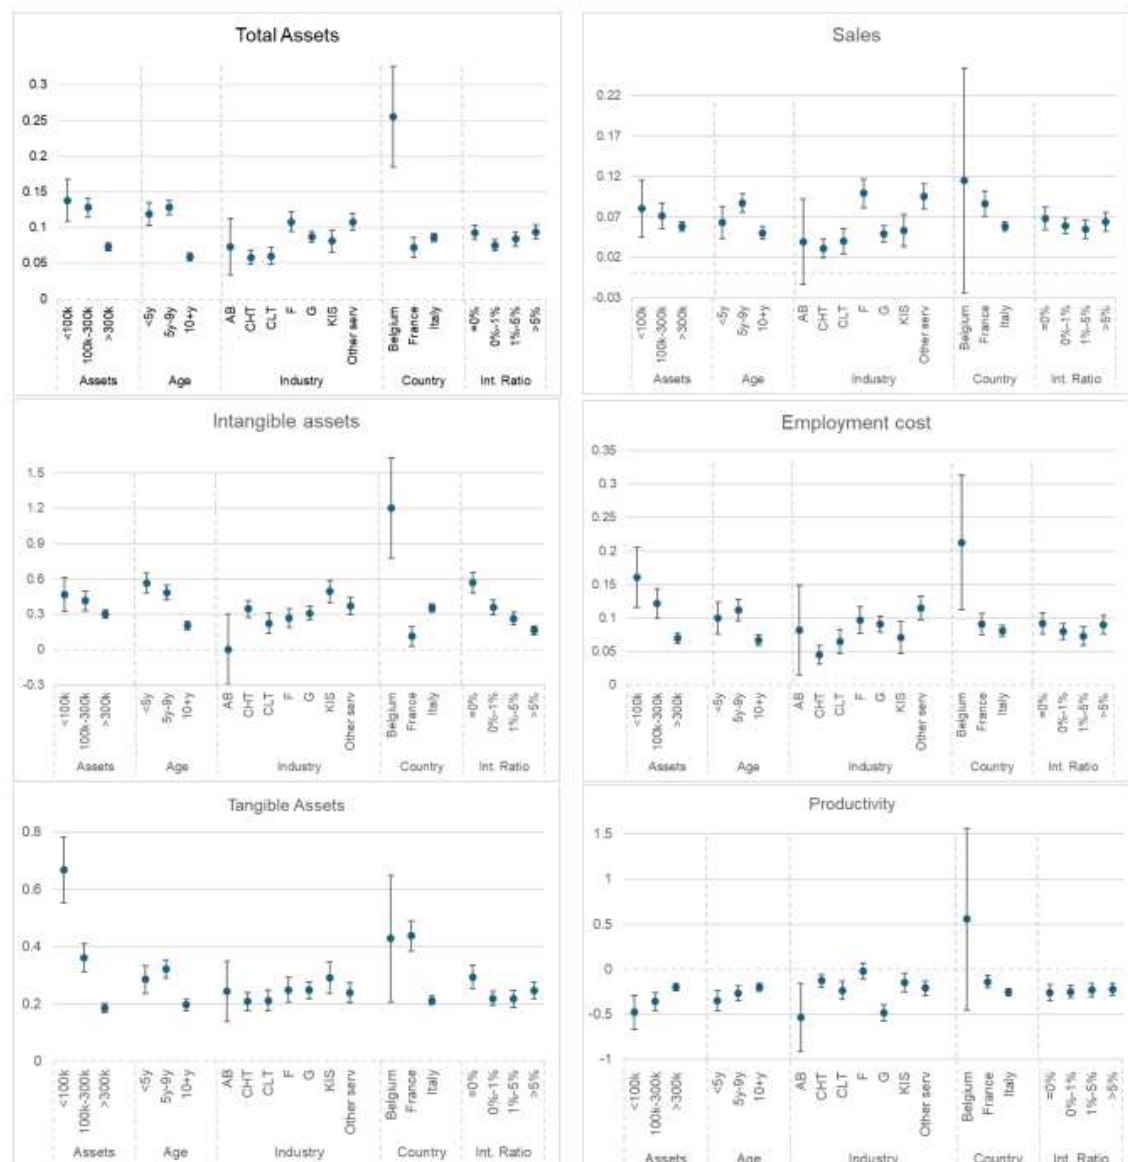 Total Assets
0.3
0.25
0.2
0.15
0.1
0.05
0
<100k
100k-300k
>300k
<5y
5y-9y
10+y
AB
CHT
CLT
F
G
KIS
Other serv
Belgium
France
Italy
=0%
0%-1%
1%-5%
>5%
Assets Age Industry Country Int. Ratio
Sales
0.22
0.17
0.12
0.07
0.02
-0.03
<100k
100k-300k
>300k
<5y
5y-9y
10+y
AB
CHT
CLT
F
G
KIS
Other serv
Belgium
France
Italy
=0%
0%-1%
1%-5%
>5%
Assets Age Industry Country Int. Ratio
Intangible assets
1.5
1.2
0.9
0.6
0.3
0
-0.3
<100k
100k-300k
>300k
<5y
5y-9y
10+y
AB
CHT
CLT
F
G
KIS
Other serv
Belgium
France
Italy
=0%
0%-1%
1%-5%
>5%
Assets Age Industry Country Int. Ratio
Employment cost
0.35
0.3
0.25
0.2
0.15
0.1
0.05
0
<100k
100k-300k
>300k
<5y
5y-9y
10+y
AB
CHT
CLT
F
G
KIS
Other serv
Belgium
France
Italy
=0%
0%-1%
1%-5%
>5%
Assets Age Industry Country Int. Ratio
Tangible Assets
0.8
0.6
0.4
0.2
0
<100k
100k-300k
>300k
<5y
5y-9y
10+y
AB
CHT
CLT
F
G
KIS
Other serv
Belgium
France
Italy
=0%
0%-1%
1%-5%
>5%
Assets Age Industry Country Int. Ratio
Productivity
1.5
1
0.5
0
-0.5
-1
<100k
100k-300k
>300k
<5y
5y-9y
10+y
AB
CHT
CLT
F
G
KIS
Other serv
Belgium
France
Italy
=0%
0%-1%
1%-5%
>5%
Assets Age Industry Country Int. Ratio